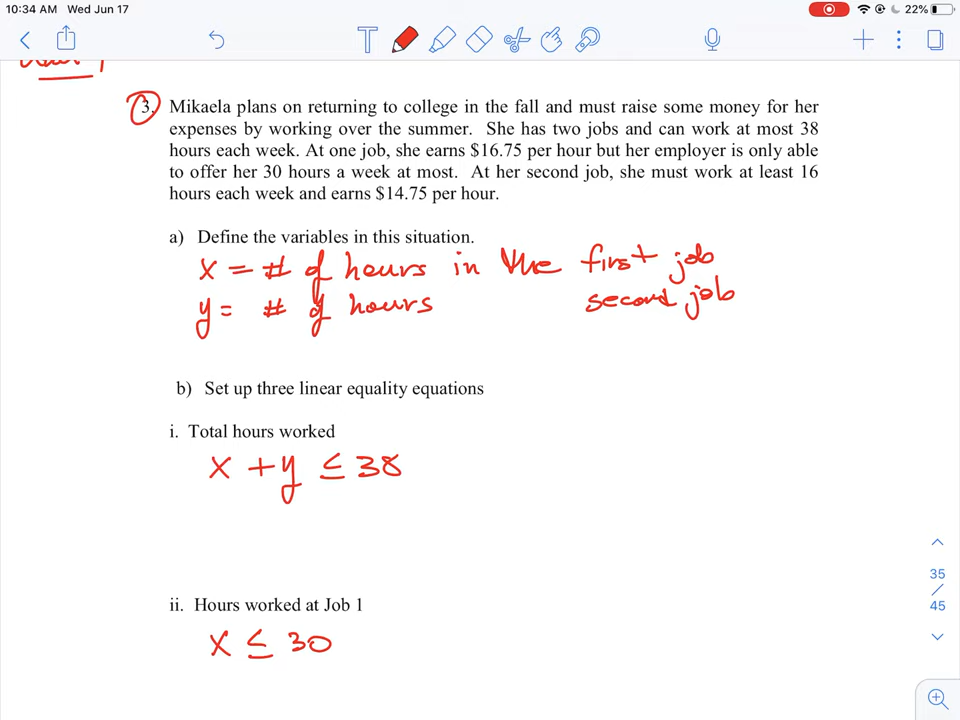 10:34 AM Wed Jun 17
22%
T
3. Mikaela plans on returning to college in the fall and must raise some money for her
expenses by working over the summer. She has two jobs and can work at most 38
hours each week. At one job, she earns $16.75 per hour but her employer is only able
to offer her 30 hours a week at most. At her second job, she must work at least 16
hours each week and earns $14.75 per hour.
a) Define the variables in this situation.
x = # of hours in the first job
y = # of hours second job
b) Set up three linear equality equations
i. Total hours worked
x + y ≤ 38
35
/
45
ii. Hours worked at Job 1
x ≤ 30